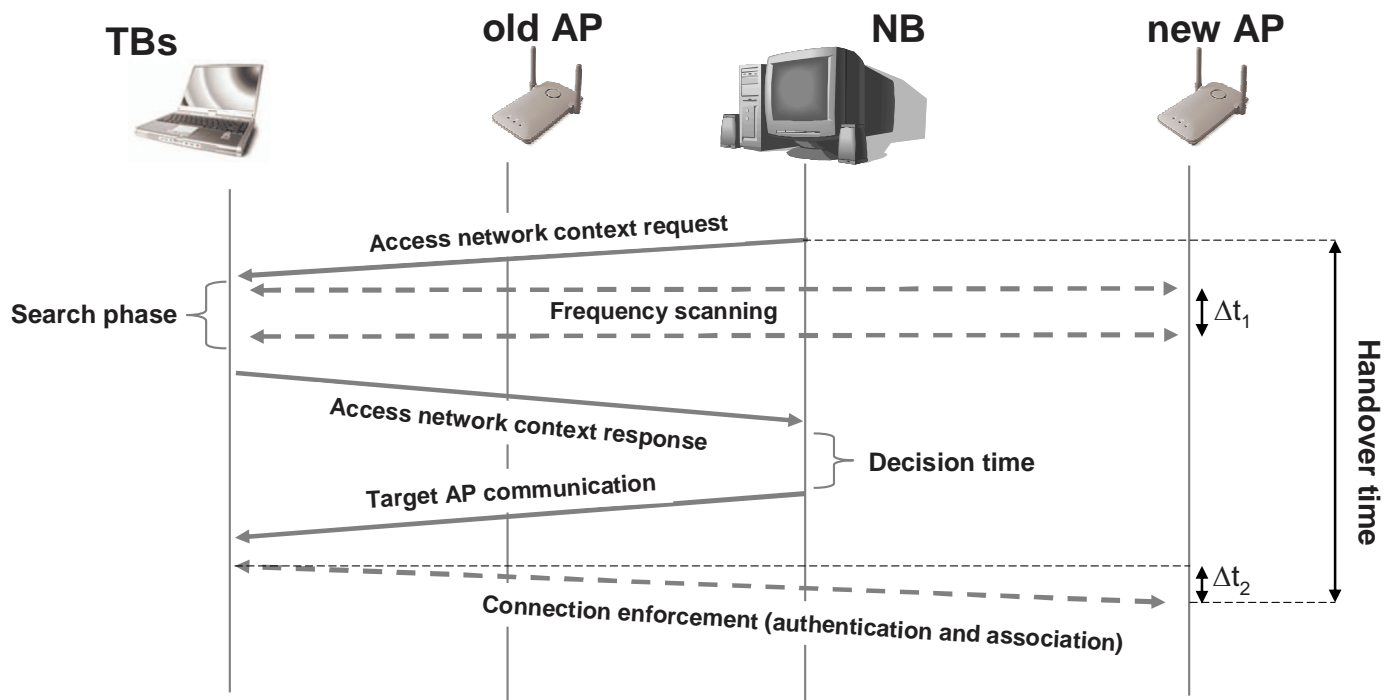 TBs
old AP
NB
new AP
Access network context request
Search phase
Frequency scanning
Δt1
Handover time
Access network context response
Decision time
Target AP communication
Δt2
Connection enforcement (authentication and association)